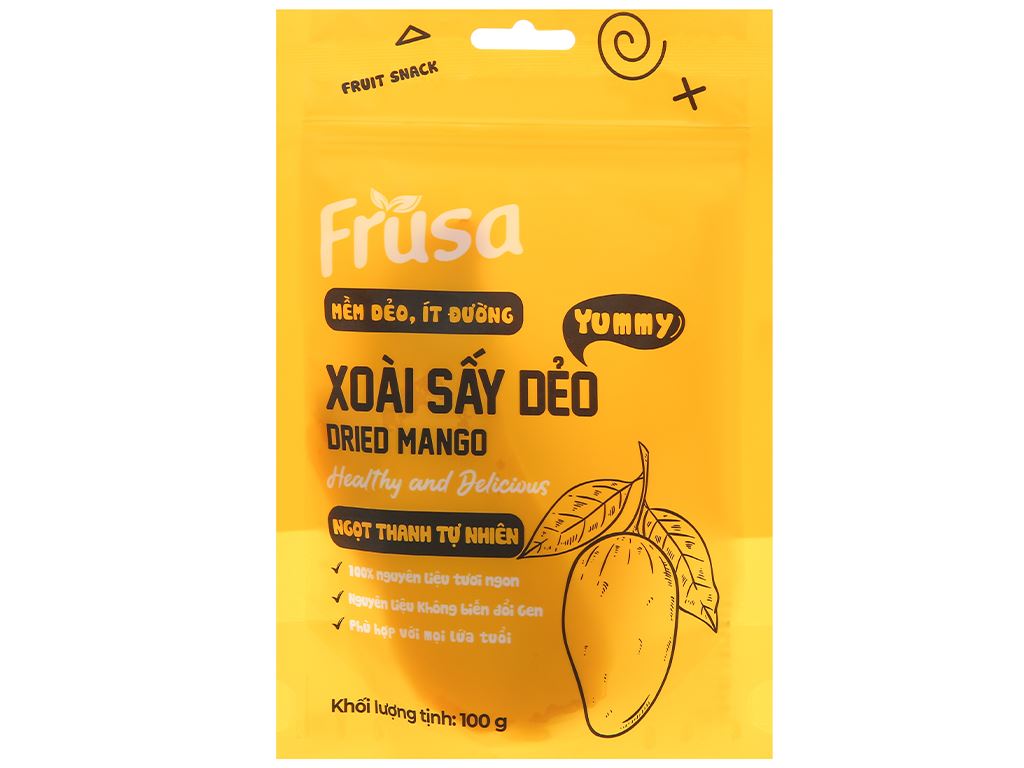 FRUIT SNACK
Frusa
MỀM DẺO, ÍT ĐƯỜNG
YUMMY
XOÀI SẤY DẺO
DRIED MANGO
Healthy and Delicious
NGỌT THANH TỰ NHIÊN
100% nguyên liệu tươi ngon
Nguyên liệu không biến đổi Gen
Phù hợp với mọi lứa tuổi
Khối lượng tịnh: 100 g